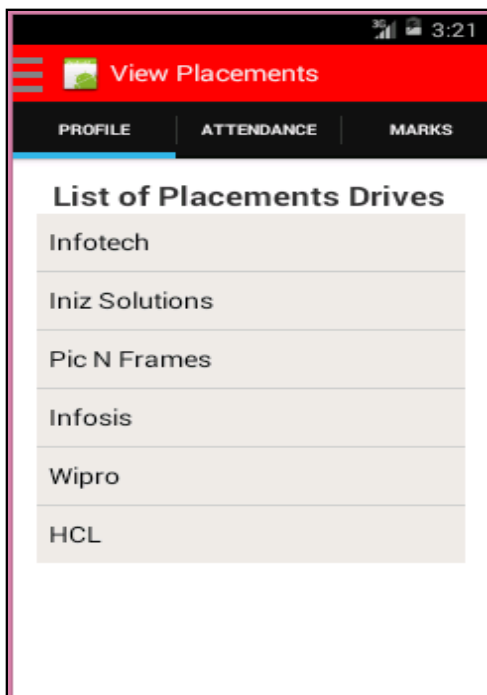 3G 3:21
View Placements
PROFILE ATTENDANCE MARKS
List of Placements Drives
Infotech
Iniz Solutions
Pic N Frames
Infosis
Wipro
HCL